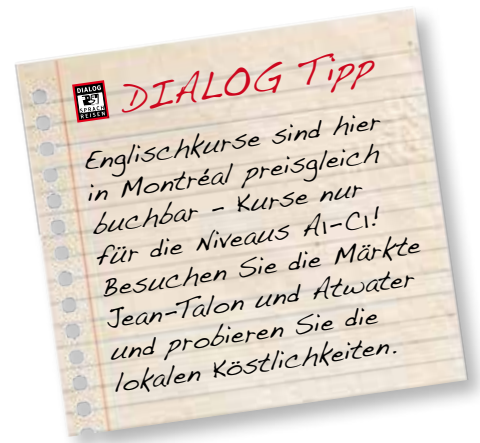 DIALOG
SPRACH
REISEN
DIALOG Tipp
Englischkurse sind hier
in Montréal preisgleich
buchbar - Kurse nur
für die Niveaus A1-C1!
Besuchen Sie die Märkte
Jean-Talon und Atwater
und probieren Sie die
lokalen Köstlichkeiten.